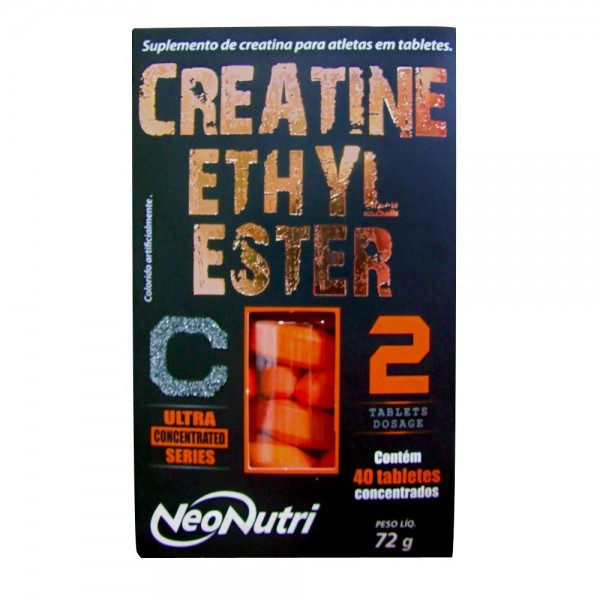 Suplemento de creatina para atletas em tabletes.
CREATINE
ETHYL
ESTER
Colorido artificialmente.
C
ULTRA
CONCENTRATED
SERIES
2
TABLETS
DOSAGE
Contém
40 tabletes
concentrados
NeoNutri
PESO LÍQ.
72 g